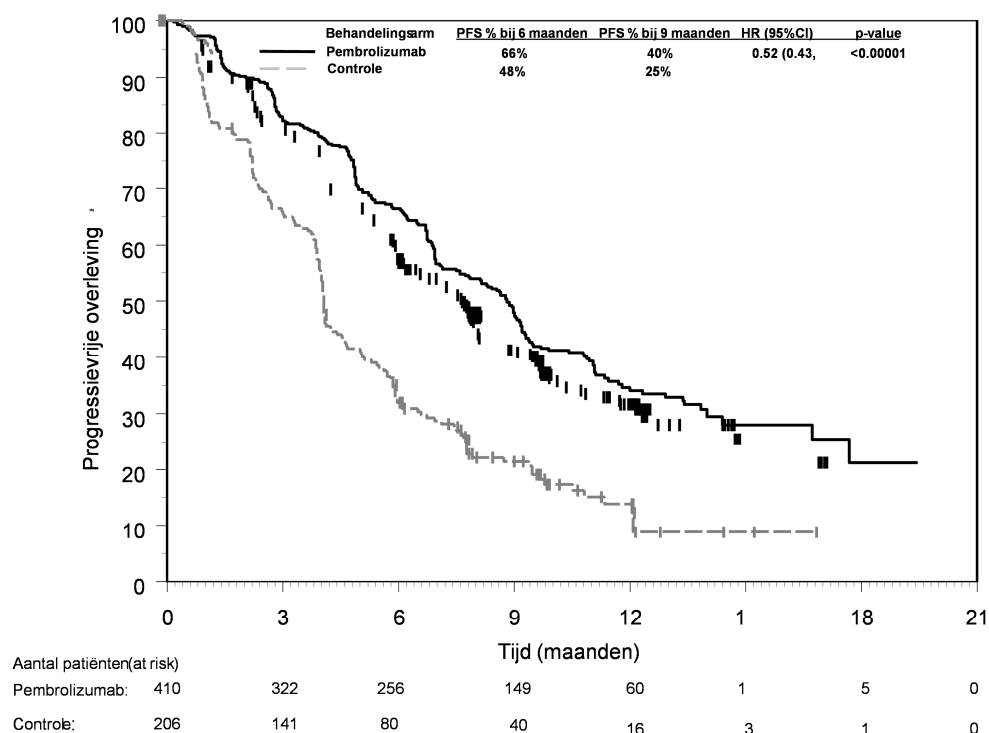 Behandelingsarm PFS % bij 6 maanden PFS % bij 9 maanden HR (95%CI) p-value
Pembrolizumab 66% 40% 0.52 (0.43, <0.00001
Controle 48% 25%
100
90
80
70
60
50
40
30
20
10
0
Progressievrije overleving
0 3 6 9 12 1 18 21
Tijd (maanden)
Aantal patiënten(at risk)
Pembrolizumab: 410 322 256 149 60 1 5 0
Controle: 206 141 80 40 16 3 1 0